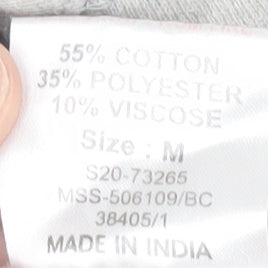 55% COTTON
35% POLYESTER
10% VISCOSE
Size : M
S20-73265
MSS-506109/BC
38405/1
MADE IN INDIA